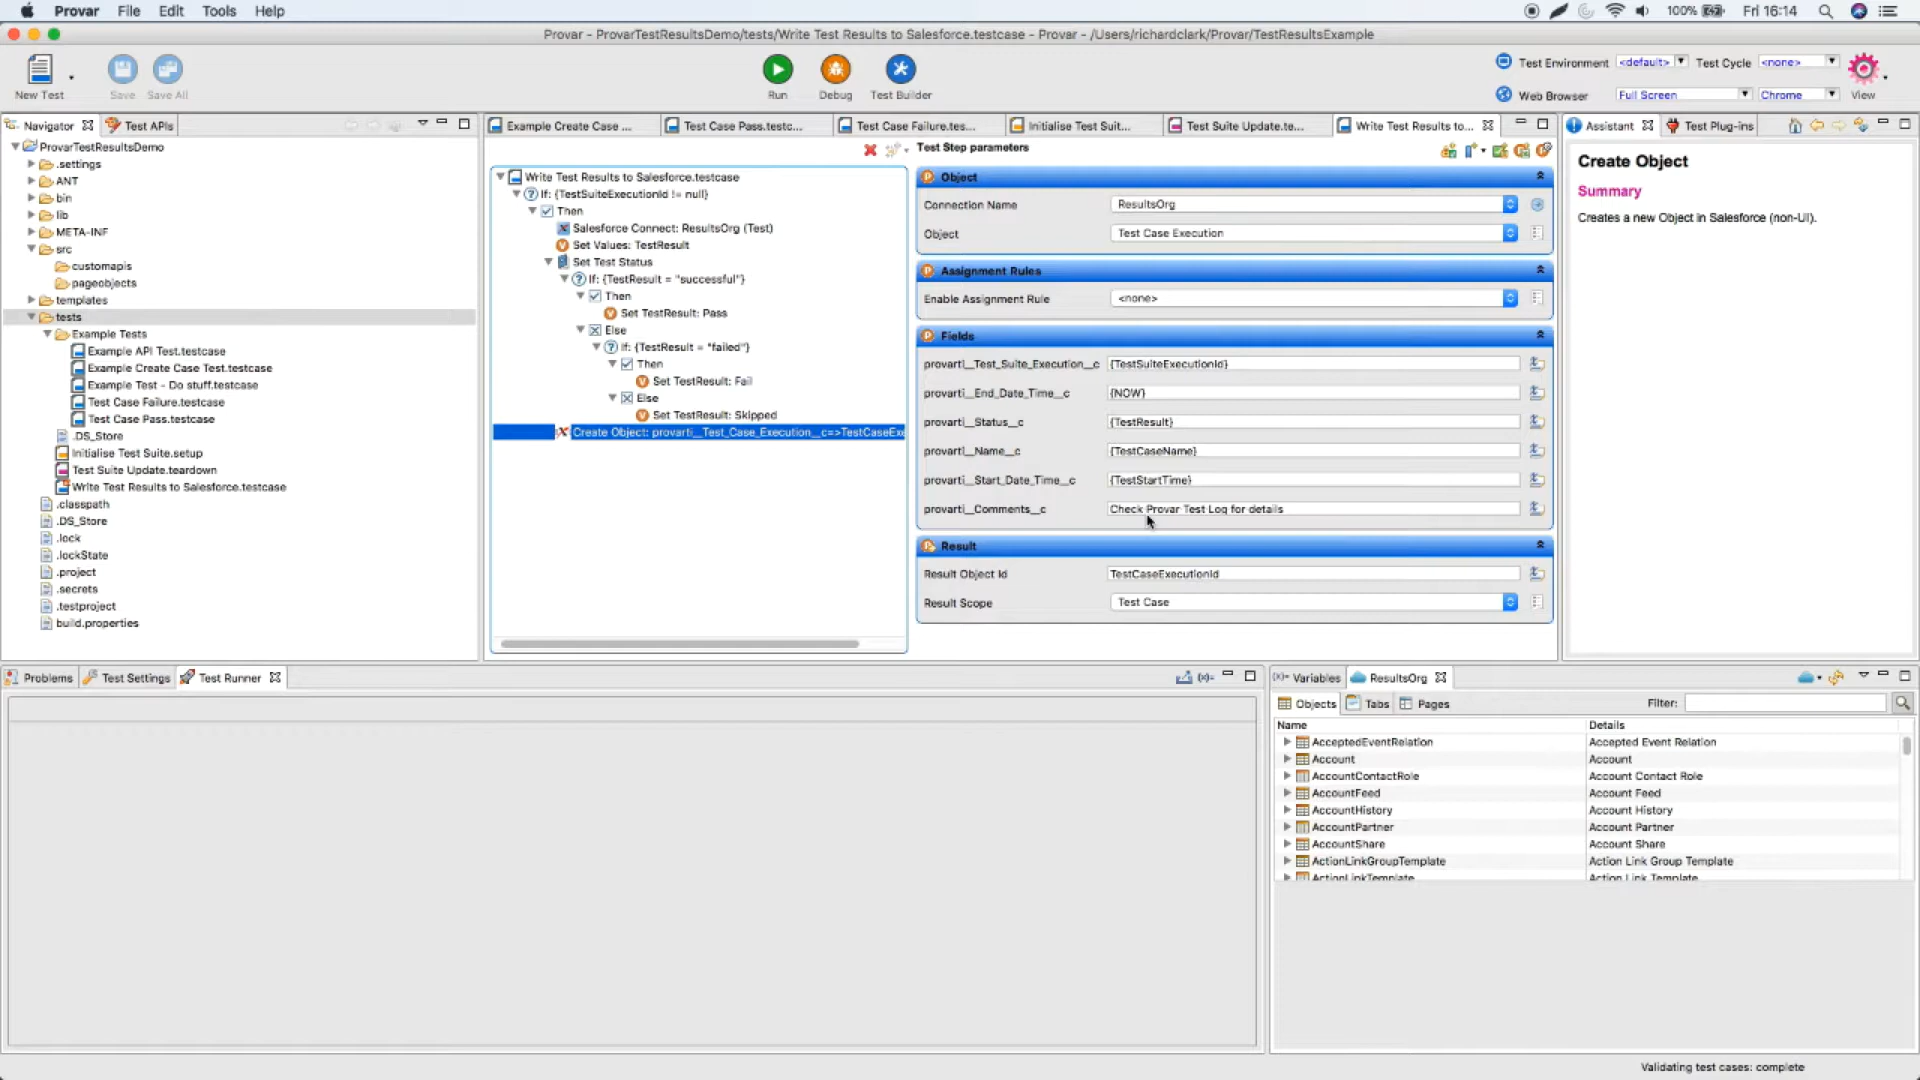 Provar File Edit Tools Help
100% Fri 16:14
Provar - ProvarTestResultsDemo/tests/Write Test Results to Salesforce.testcase - Provar - /Users/richardclark/Provar/TestResultsExample
New Test Save Save All Run Debug Test Builder
Test Environment <default> Test Cycle <none>
Web Browser Full Screen Chrome View
Navigator Test APIs
ProvarTestResultsDemo
.settings
ANT
bin
lib
META-INF
src
customapis
pageobjects
templates
tests
Example Tests
Example API Test.testcase
Example Create Case Test.testcase
Example Test - Do stuff.testcase
Test Case Failure.testcase
Test Case Pass.testcase
.DS_Store
Initialise Test Suite.setup
Test Suite Update.teardown
Write Test Results to Salesforce.testcase
.classpath
.DS_Store
.lock
.lockState
.project
.secrets
.testproject
build.properties
Example Create Case ... Test Case Pass.testc... Test Case Failure.tes... Initialise Test Suit... Test Suite Update.te... Write Test Results to...
Write Test Results to Salesforce.testcase
If: {TestSuiteExecutionId != null}
Then
Salesforce Connect: ResultsOrg (Test)
Set Values: TestResult
Set Test Status
If: {TestResult = "successful"}
Then
Set TestResult: Pass
Else
If: {TestResult = "failed"}
Then
Set TestResult: Fail
Else
Set TestResult: Skipped
Create Object: provarti__Test_Case_Execution__c=>TestCaseExe
Test Step parameters
Object
Connection Name ResultsOrg
Object Test Case Execution
Assignment Rules
Enable Assignment Rule <none>
Fields
provarti__Test_Suite_Execution__c {TestSuiteExecutionId}
provarti__End_Date_Time__c {NOW}
provarti__Status__c {TestResult}
provarti__Name__c {TestCaseName}
provarti__Start_Date_Time__c {TestStartTime}
provarti__Comments__c Check Provar Test Log for details
Result
Result Object Id TestCaseExecutionId
Result Scope Test Case
Assistant Test Plug-ins
Create Object
Summary
Creates a new Object in Salesforce (non-UI).
Problems Test Settings Test Runner
Variables ResultsOrg
Objects Tabs Pages Filter:
Name Details
AcceptedEventRelation Accepted Event Relation
Account Account
AccountContactRole Account Contact Role
AccountFeed Account Feed
AccountHistory Account History
AccountPartner Account Partner
AccountShare Account Share
ActionLinkGroupTemplate Action Link Group Template
ActionLinkTemplate Action Link Template
Validating test cases: complete